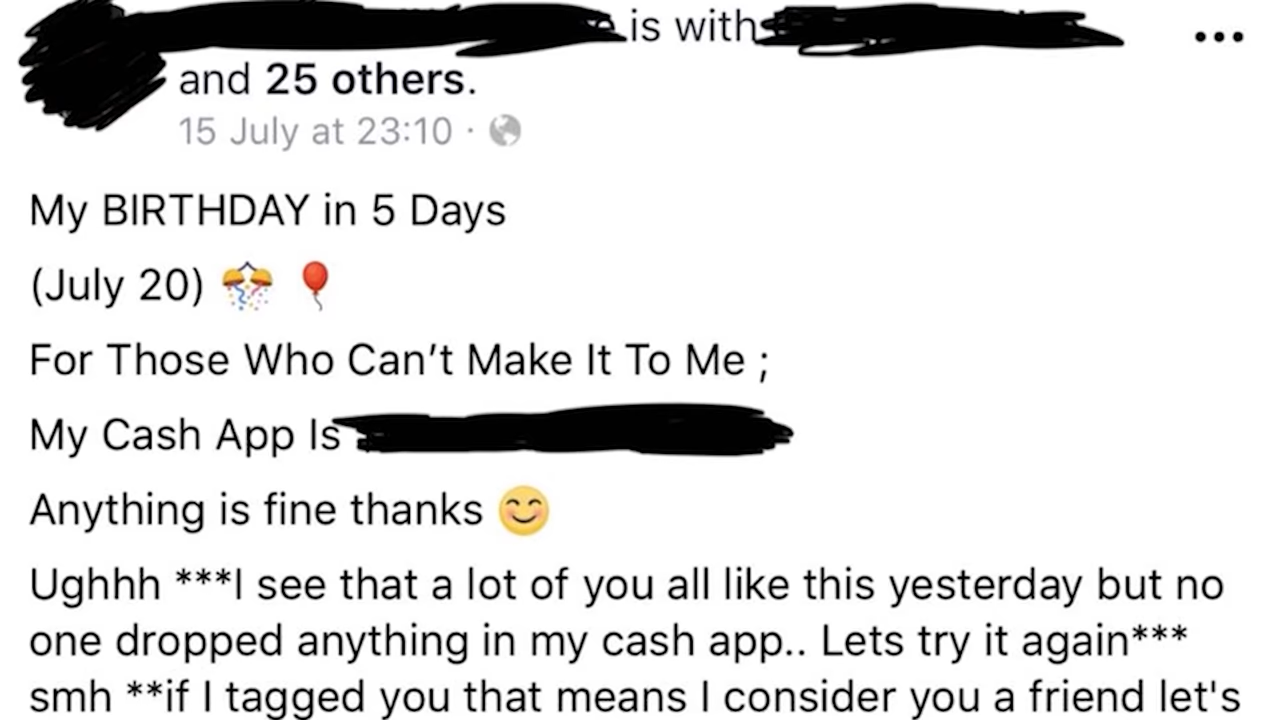 is with
and 25 others.
15 July at 23:10 ·
My BIRTHDAY in 5 Days
(July 20) 🎊 🎈
For Those Who Can’t Make It To Me ;
My Cash App Is
Anything is fine thanks 😊
Ughhh ***I see that a lot of you all like this yesterday but no
one dropped anything in my cash app.. Lets try it again***
smh **if I tagged you that means I consider you a friend let's